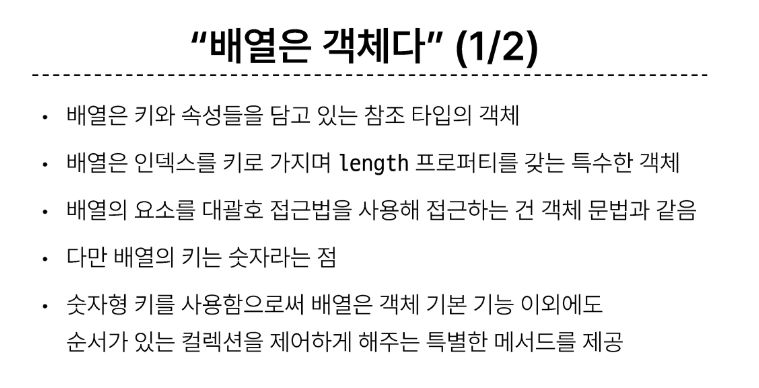 “배열은 객체다” (1/2)
• 배열은 키와 속성들을 담고 있는 참조 타입의 객체
• 배열은 인덱스를 키로 가지며 length 프로퍼티를 갖는 특수한 객체
• 배열의 요소를 대괄호 접근법을 사용해 접근하는 건 객체 문법과 같음
• 다만 배열의 키는 숫자라는 점
• 숫자형 키를 사용함으로써 배열은 객체 기본 기능 이외에도
순서가 있는 컬렉션을 제어하게 해주는 특별한 메서드를 제공